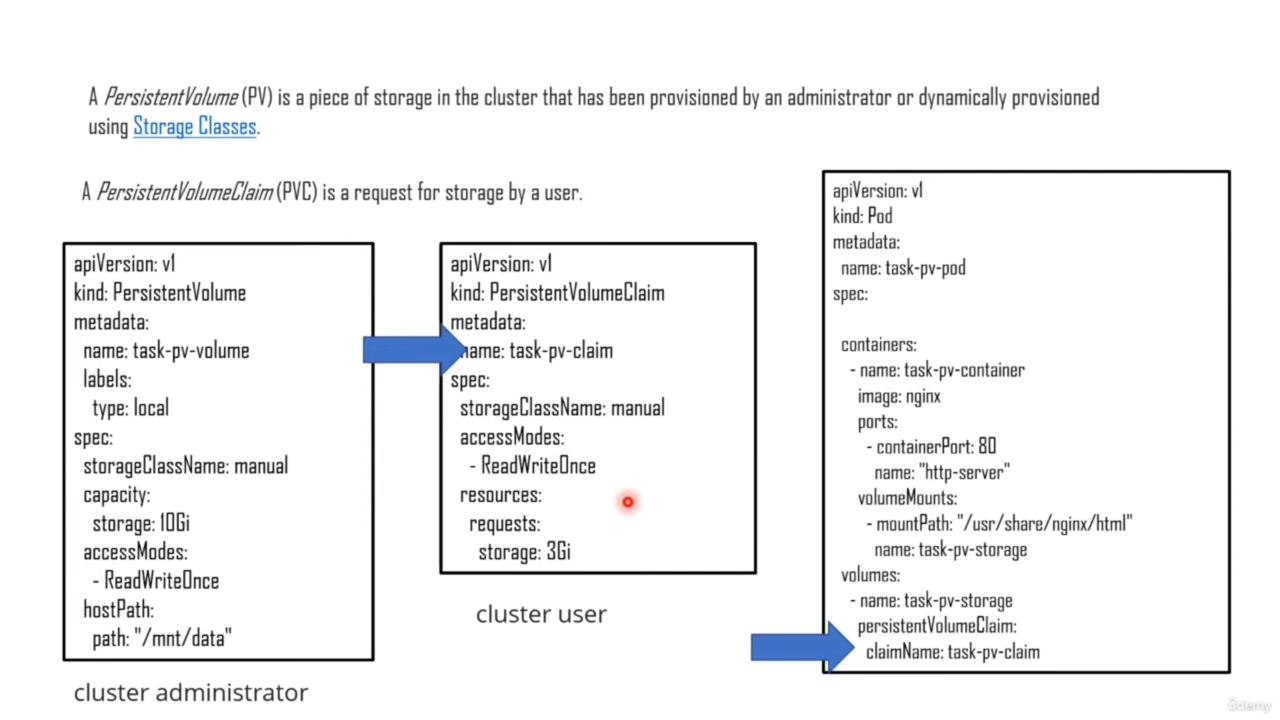 A PersistentVolume (PV) is a piece of storage in the cluster that has been provisioned by an administrator or dynamically provisioned
using Storage Classes.
A PersistentVolumeClaim (PVC) is a request for storage by a user.
apiVersion: v1
kind: PersistentVolume
metadata:
name: task-pv-volume
labels:
type: local
spec:
storageClassName: manual
capacity:
storage: 10Gi
accessModes:
- ReadWriteOnce
hostPath:
path: "/mnt/data"
cluster administrator
apiVersion: v1
kind: PersistentVolumeClaim
metadata:
name: task-pv-claim
spec:
storageClassName: manual
accessModes:
- ReadWriteOnce
resources:
requests:
storage: 3Gi
cluster user
apiVersion: v1
kind: Pod
metadata:
name: task-pv-pod
spec:
containers:
- name: task-pv-container
image: nginx
ports:
- containerPort: 80
name: "http-server"
volumeMounts:
- mountPath: "/usr/share/nginx/html"
name: task-pv-storage
volumes:
- name: task-pv-storage
persistentVolumeClaim:
claimName: task-pv-claim
ûdemy